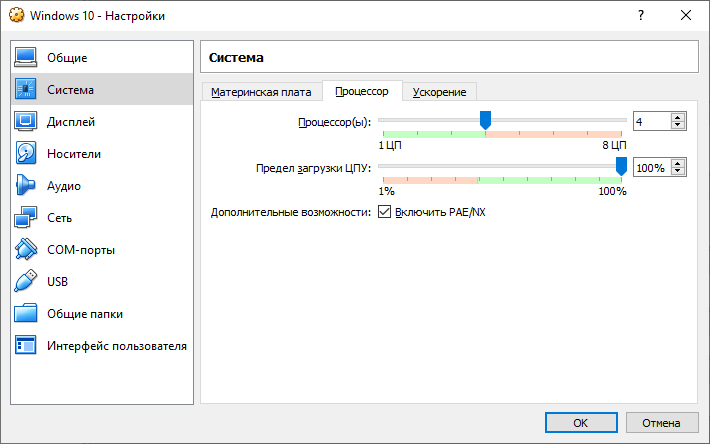 Windows 10 - Настройки
Общие
Система
Дисплей
Носители
Аудио
Сеть
COM-порты
USB
Общие папки
Интерфейс пользователя
Система
Материнская плата Процессор Ускорение
Процессор(ы): 4
1 ЦП 8 ЦП
Предел загрузки ЦПУ: 100%
1% 100%
Дополнительные возможности: Включить PAE/NX
OK Отмена